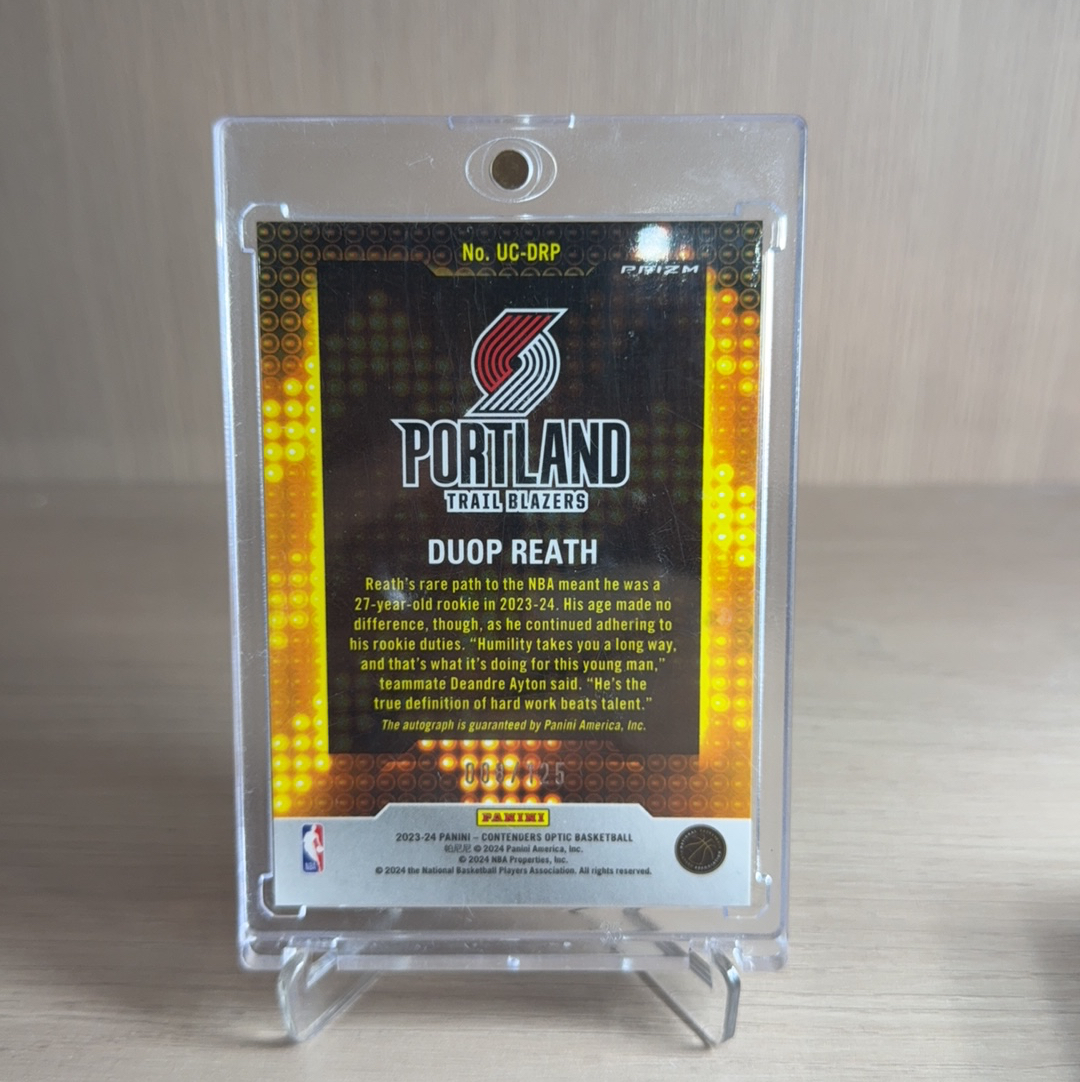 No. UC-DRP
PRIZM
PORTLAND
TRAIL BLAZERS
DUOP REATH
Reath's rare path to the NBA meant he was a
27-year-old rookie in 2023-24. His age made no
difference, though, as he continued adhering to
his rookie duties. “Humility takes you a long way,
and that's what it's doing for this young man,”
teammate Deandre Ayton said. “He's the
true definition of hard work beats talent.”
The autograph is guaranteed by Panini America, Inc.
PANINI
2023-24 PANINI – CONTENDERS OPTIC BASKETBALL
帕尼尼 © 2024 Panini America, Inc.
© 2024 NBA Properties, Inc.
© 2024 the National Basketball Players Association. All rights reserved.
NBA